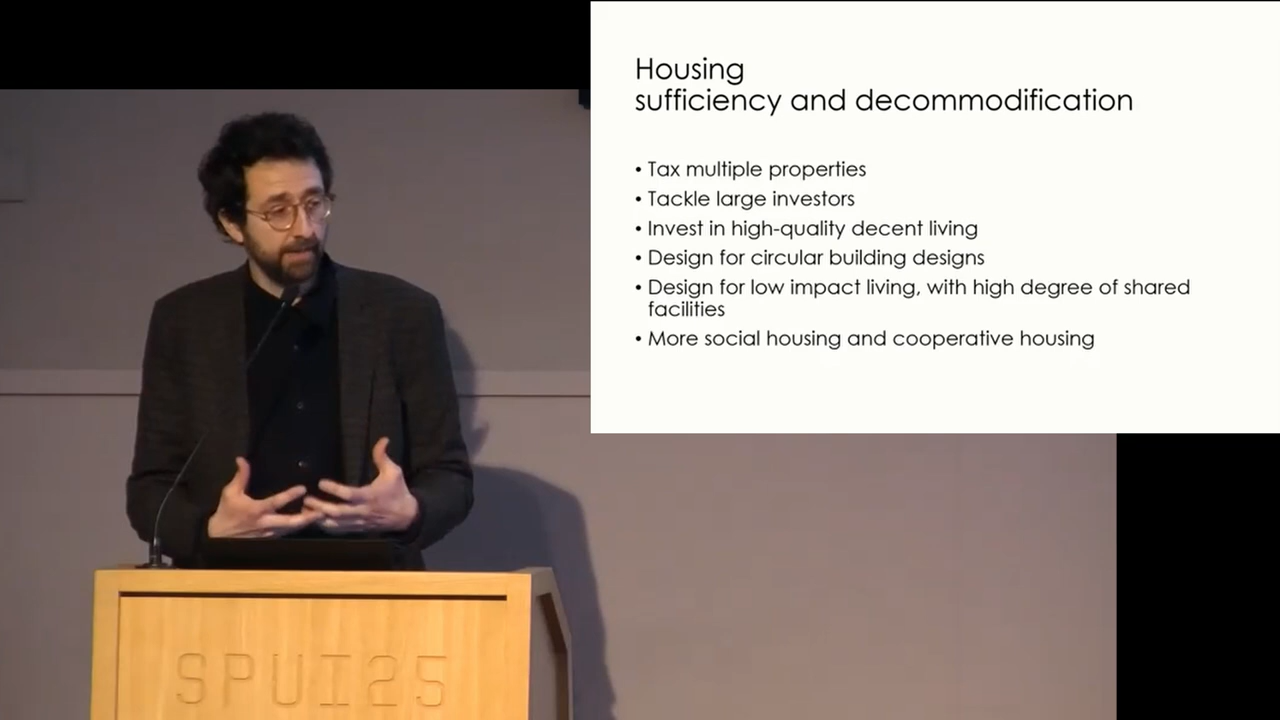 Housing
sufficiency and decommodification
• Tax multiple properties
• Tackle large investors
• Invest in high-quality decent living
• Design for circular building designs
• Design for low impact living, with high degree of shared
facilities
• More social housing and cooperative housing
SPUI25